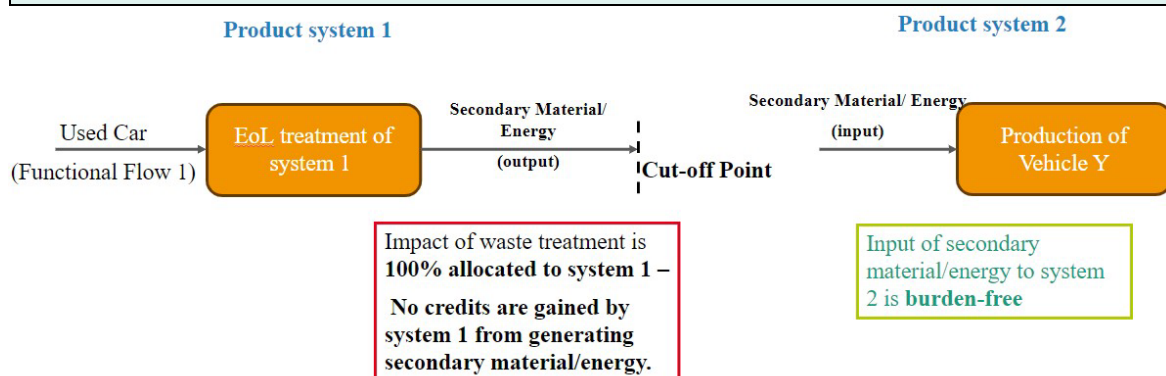 Product system 1
Product system 2
Used Car
(Functional Flow 1)
EoL treatment of
system 1
Secondary Material/
Energy
(output)
Cut-off Point
Secondary Material/ Energy
(input)
Production of
Vehicle Y
Impact of waste treatment is
100% allocated to system 1 –
No credits are gained by
system 1 from generating
secondary material/energy.
Input of secondary
material/energy to system
2 is burden-free